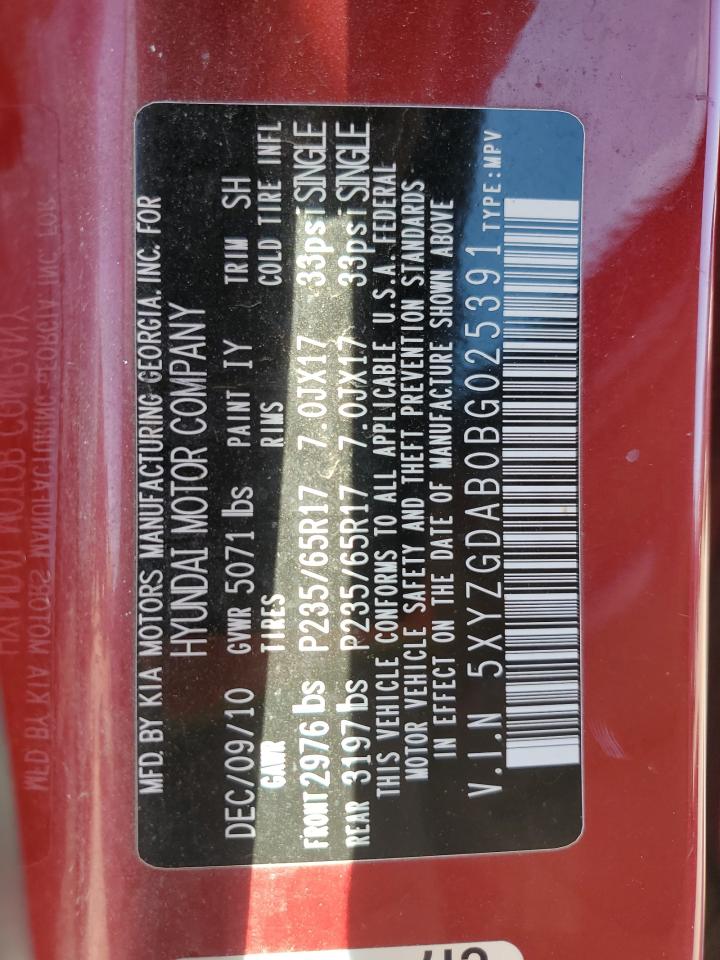 MFD. BY KIA MOTORS MANUFACTURING GEORGIA. INC. FOR
HYUNDAI MOTOR COMPANY
DEC/09/10 GVWR 5071 lbs PAINT IY TRIM SH
GAWR TIRES RIMS COLD TIRE INFL
FRONT 2976 lbs P235/65R17 7.0JX17 33psi SINGLE
REAR 3197 lbs P235/65R17 7.0JX17 33psi SINGLE
THIS VEHICLE CONFORMS TO ALL APPLICABLE U.S.A. FEDERAL
MOTOR VEHICLE SAFETY AND THEFT PREVENTION STANDARDS
IN EFFECT ON THE DATE OF MANUFACTURE SHOWN ABOVE
V.I.N 5XYZGDAB0BG025391 TYPE:MPV